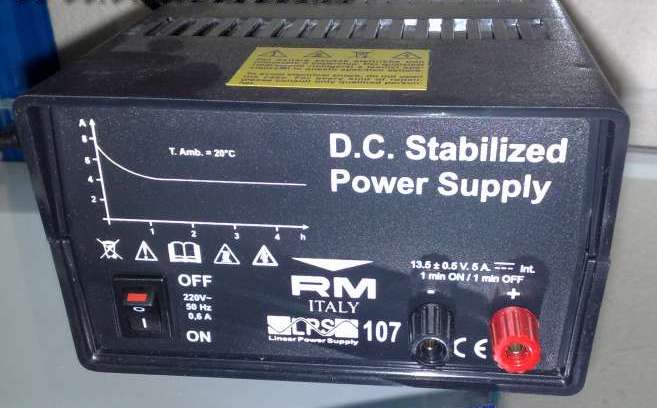 D.C. Stabilized
Power Supply
A
8
6
4
2
T. Amb. = 20°C
1 2 3 4 h
OFF
220V~
50 Hz
0,6 A
ON
O
I
RM
ITALY
LPS 107
Linear Power Supply
13.5 ± 0.5 V. 5 A. Int.
1 min ON / 1 min OFF
- +
CE